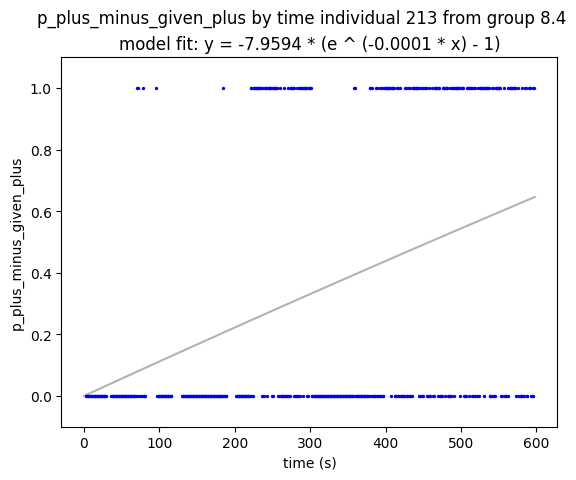 p_plus_minus_given_plus by time individual 213 from group 8.4
model fit: y = -7.9594 * (e ^ (-0.0001 * x) - 1)
1.0
0.8
0.6
0.4
0.2
0.0
p_plus_minus_given_plus
0 100 200 300 400 500 600
time (s)